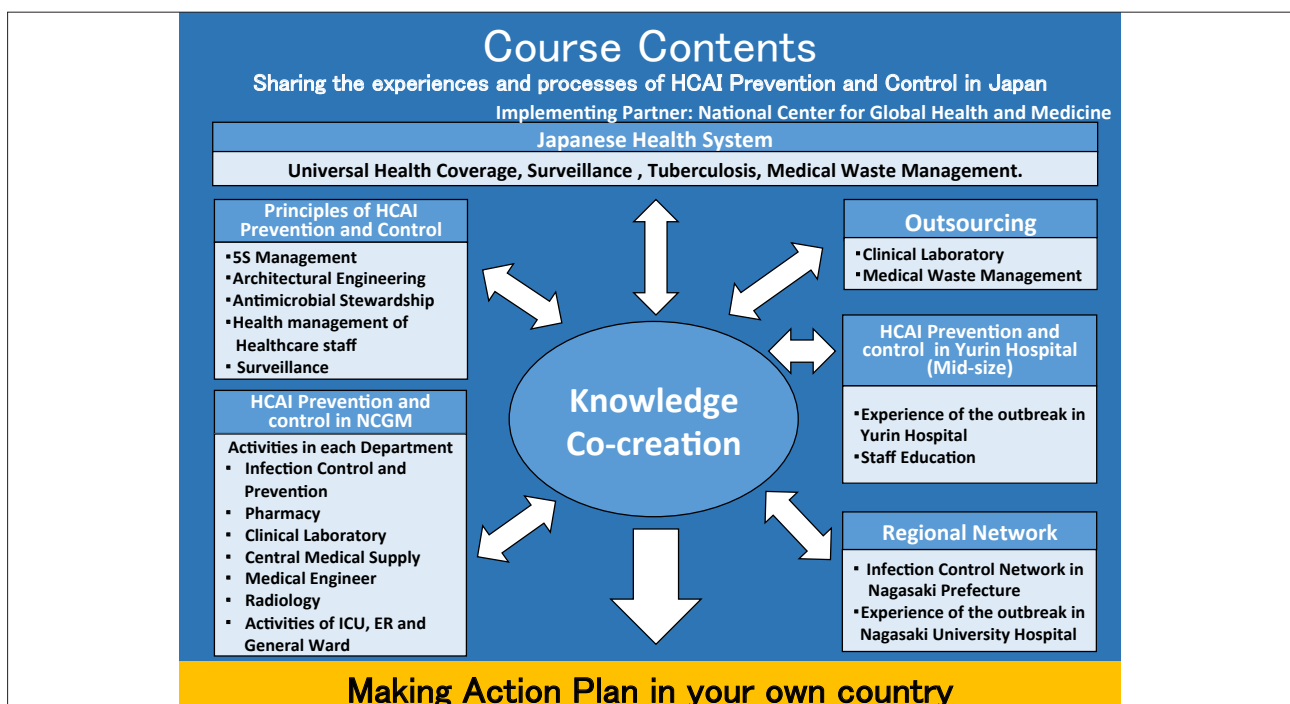 Course Contents
Sharing the experiences and processes of HCAI Prevention and Control in Japan
Implementing Partner: National Center for Global Health and Medicine
Japanese Health System
Universal Health Coverage, Surveillance , Tuberculosis, Medical Waste Management.
Principles of HCAI
Prevention and Control
▪5S Management
▪Architectural Engineering
▪Antimicrobial Stewardship
▪Health management of
Healthcare staff
▪ Surveillance
HCAI Prevention and
control in NCGM
Activities in each Department
▪ Infection Control and
Prevention
▪ Pharmacy
▪ Clinical Laboratory
▪ Central Medical Supply
▪ Medical Engineer
▪ Radiology
▪ Activities of ICU, ER and
General Ward
Knowledge
Co-creation
Outsourcing
▪Clinical Laboratory
▪Medical Waste Management
HCAI Prevention and
control in Yurin Hospital
(Mid-size)
▪Experience of the outbreak in
Yurin Hospital
▪Staff Education
Regional Network
▪ Infection Control Network in
Nagasaki Prefecture
▪Experience of the outbreak in
Nagasaki University Hospital
Making Action Plan in your own country